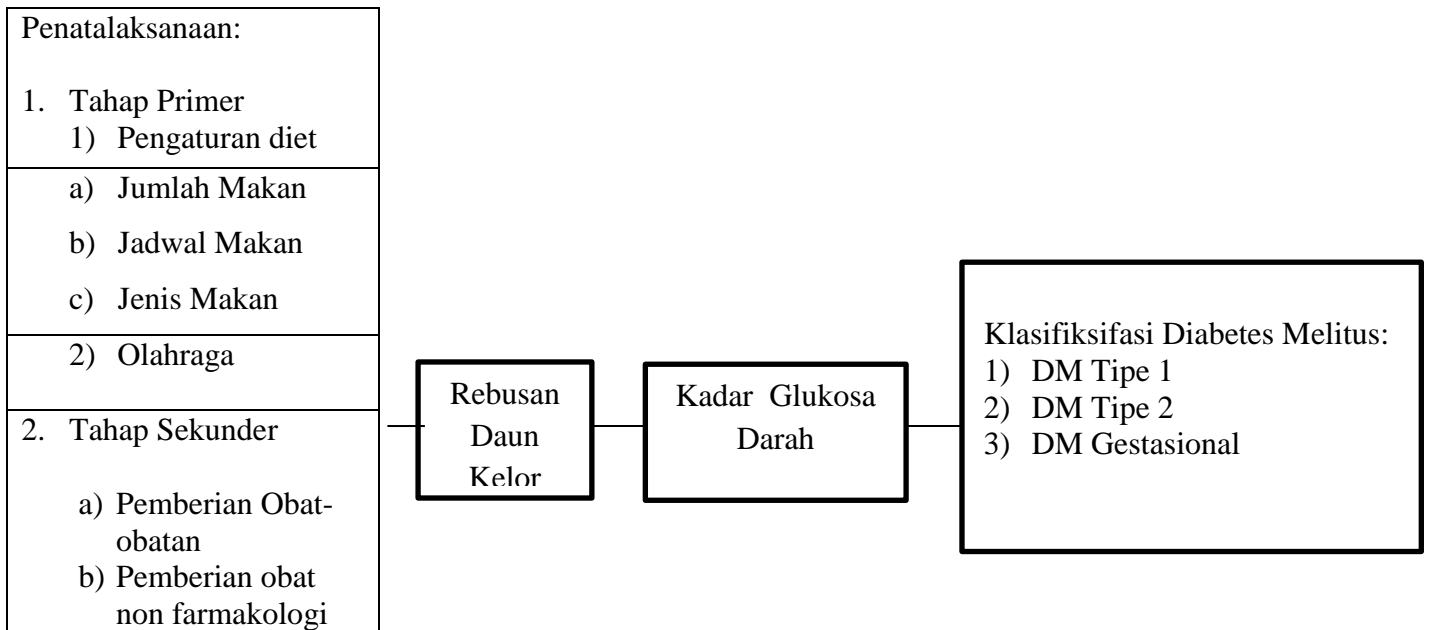 Penatalaksanaan:
1. Tahap Primer
1) Pengaturan diet
a) Jumlah Makan
b) Jadwal Makan
c) Jenis Makan
2) Olahraga
2. Tahap Sekunder
a) Pemberian Obat-
obatan
b) Pemberian obat
non farmakologi
Rebusan
Daun
Kelor
Kadar Glukosa
Darah
Klasifiksifasi Diabetes Melitus:
1) DM Tipe 1
2) DM Tipe 2
3) DM Gestasional